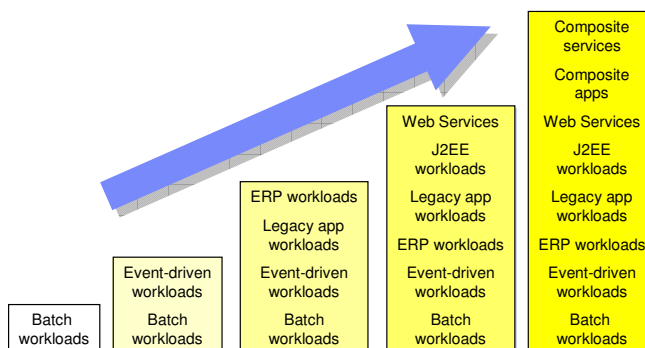 Batch
workloads
Event-driven
workloads
Batch
workloads
ERP workloads
Legacy app
workloads
Event-driven
workloads
Batch
workloads
Web Services
J2EE
workloads
Legacy app
workloads
ERP workloads
Event-driven
workloads
Batch
workloads
Composite
services
Composite
apps
Web Services
J2EE
workloads
Legacy app
workloads
ERP workloads
Event-driven
workloads
Batch
workloads